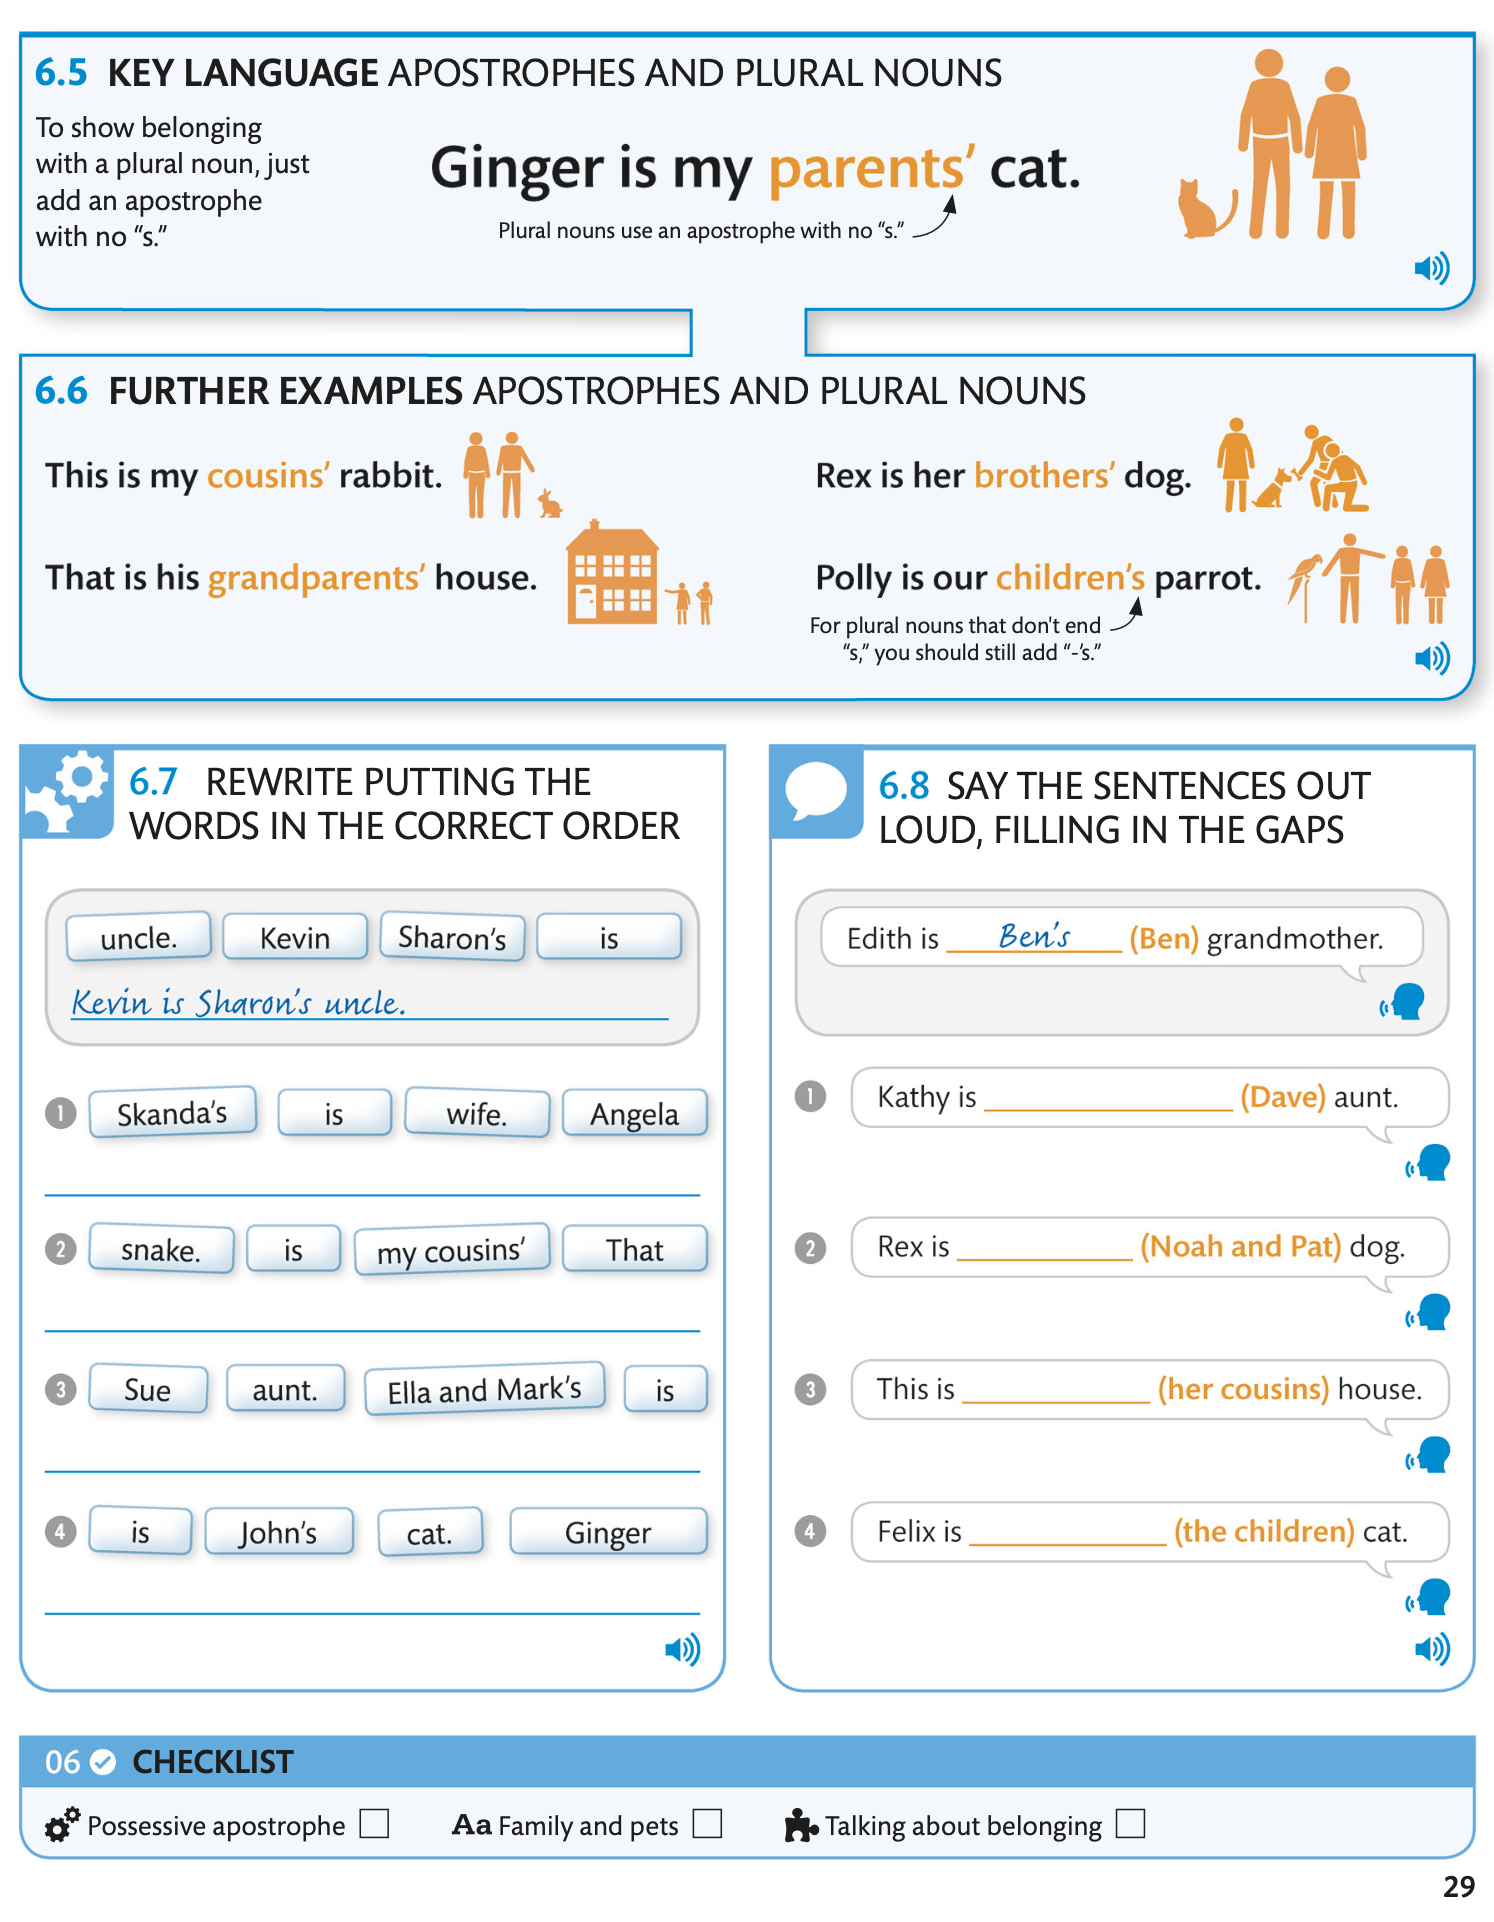 6.5 KEY LANGUAGE APOSTROPHES AND PLURAL NOUNS
To show belonging
with a plural noun, just
add an apostrophe
with no “s.”
Ginger is my parents’ cat.
Plural nouns use an apostrophe with no “s.”
6.6 FURTHER EXAMPLES APOSTROPHES AND PLURAL NOUNS
This is my cousins’ rabbit.
That is his grandparents’ house.
Rex is her brothers’ dog.
Polly is our children’s parrot.
For plural nouns that don't end
“s,” you should still add “-’s.”
6.7 REWRITE PUTTING THE
WORDS IN THE CORRECT ORDER
uncle. Kevin Sharon’s is
Kevin is Sharon’s uncle.
1 Skanda’s is wife. Angela
2 snake. is my cousins’ That
3 Sue aunt. Ella and Mark’s is
4 is John’s cat. Ginger
6.8 SAY THE SENTENCES OUT
LOUD, FILLING IN THE GAPS
Edith is Ben’s (Ben) grandmother.
1 Kathy is (Dave) aunt.
2 Rex is (Noah and Pat) dog.
3 This is (her cousins) house.
4 Felix is (the children) cat.
06 CHECKLIST
Possessive apostrophe Aa Family and pets Talking about belonging
29